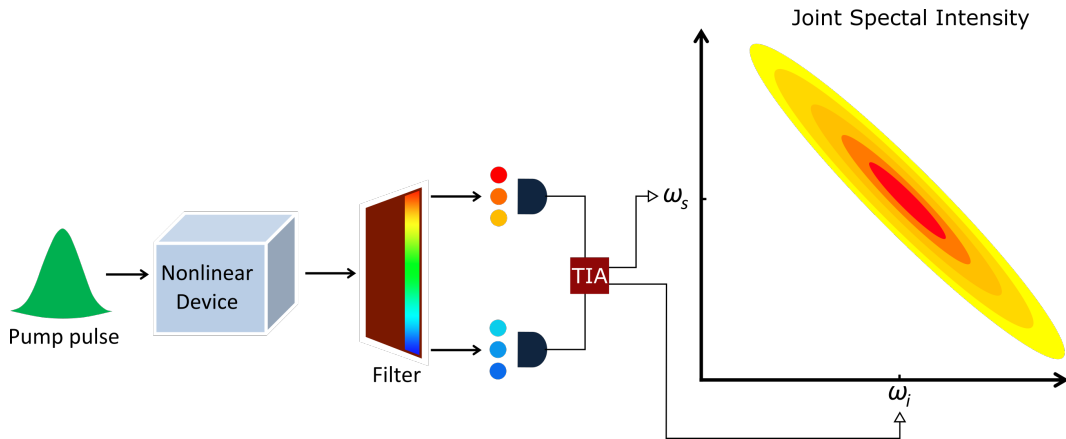 Joint Spectal Intensity
Nonlinear
Device
TIA
ωs
Pump pulse
Filter
ωi